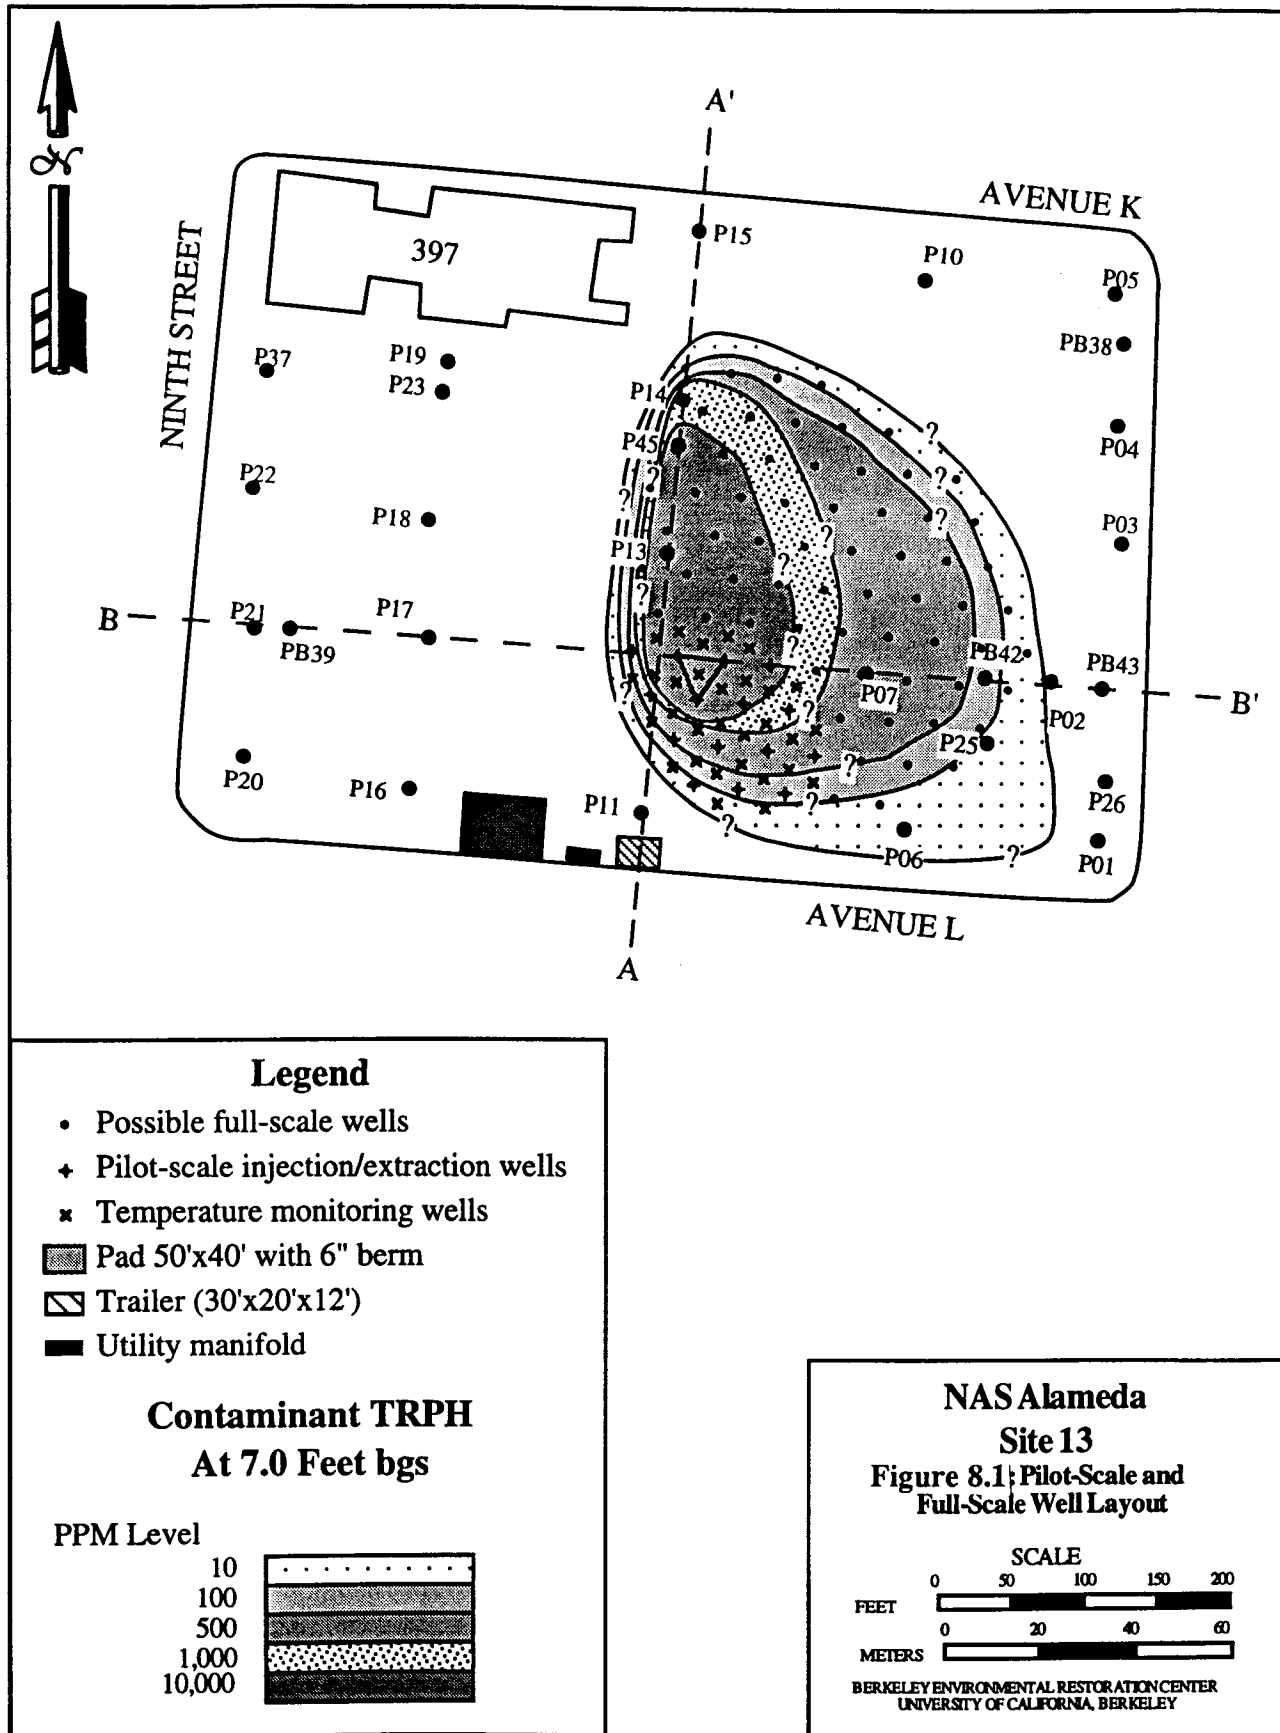 A'
AVENUE K
N
P15
P10
P05
397
NINTH STREET
PB38
P19
P37
P23
P14
?
P04
P45
?
?
P22
?
?
P18
P03
?
P13
?
?
B
P21
P17
PB39
?
PB42
PB43
?
P07
B'
P02
?
P25
P20
P16
?
P26
P11
?
?
P06
?
P01
AVENUE L
A
Legend
Possible full-scale wells
Pilot-scale injection/extraction wells
Temperature monitoring wells
Pad 50'x40' with 6" berm
Trailer (30'x20'x12')
Utility manifold
Contaminant TRPH
At 7.0 Feet bgs
PPM Level
10
100
500
1,000
10,000
NAS Alameda
Site 13
Figure 8.1: Pilot-Scale and
Full-Scale Well Layout
SCALE
0 50 100 150 200
FEET
0 20 40 60
METERS
BERKELEY ENVIRONMENTAL RESTORATION CENTER
UNIVERSITY OF CALIFORNIA, BERKELEY